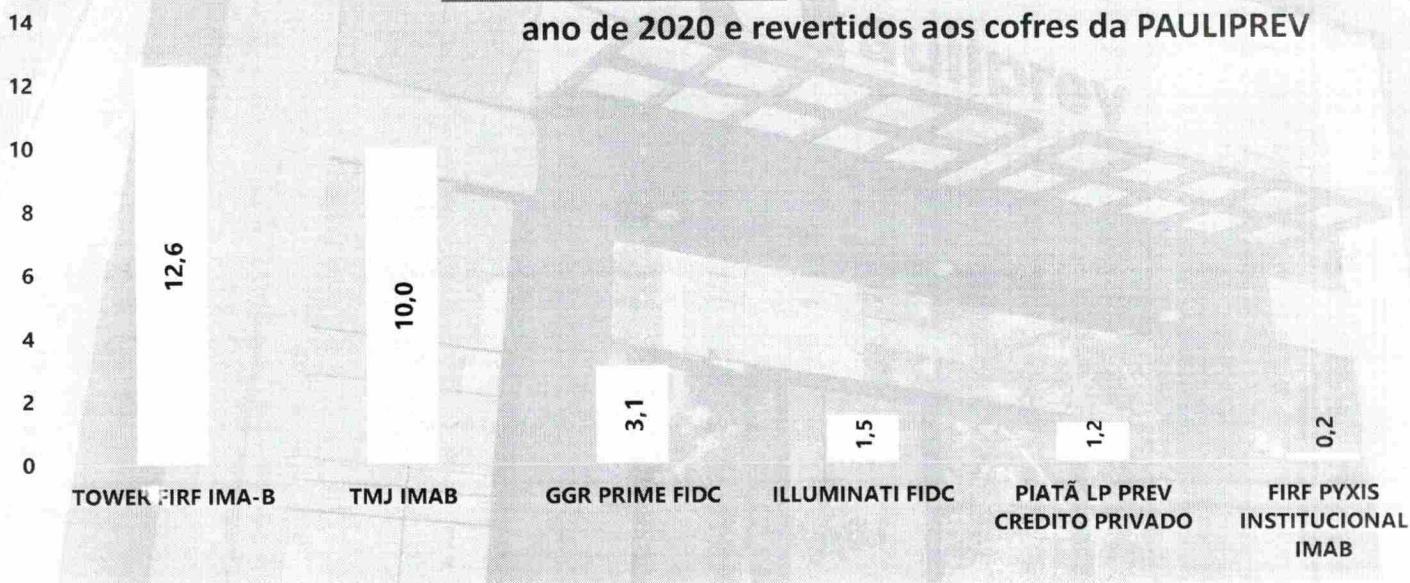 ano de 2020 e revertidos aos cofres da PAULIPREV
14
12
10
8
6
4
2
0
12,6
10,0
3,1
1,5
1,2
0,2
TOWER FIRF IMA-B
TMJ IMAB
GGR PRIME FIDC
ILLUMINATI FIDC
PIATÃ LP PREV
CREDITO PRIVADO
FIRF PYXIS
INSTITUCIONAL
IMAB